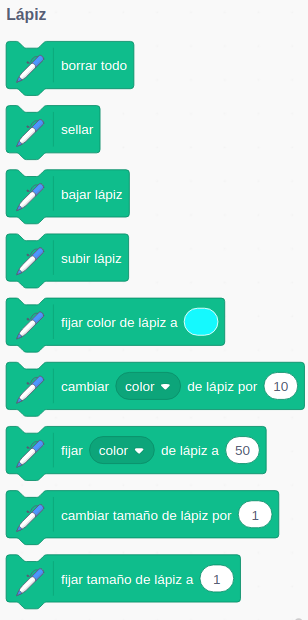 Lápiz
borrar todo
sellar
bajar lápiz
subir lápiz
fijar color de lápiz a
cambiar color de lápiz por 10
fijar color de lápiz a 50
cambiar tamaño de lápiz por 1
fijar tamaño de lápiz a 1